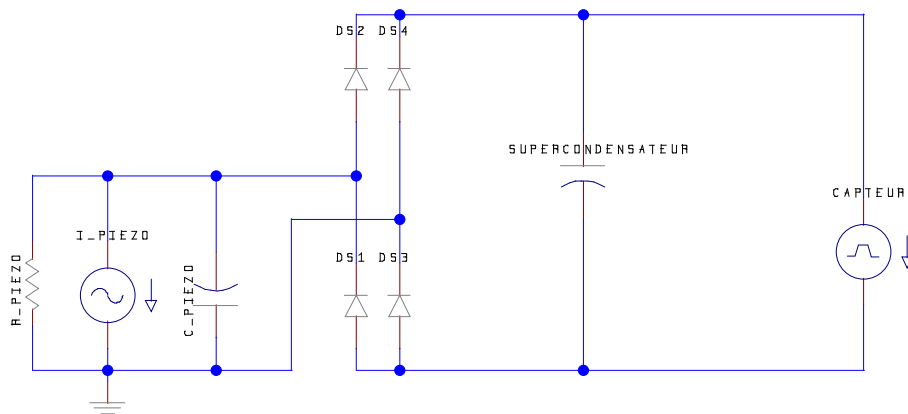 DS2 DS4
SUPERCONDENSATEUR
CAPTEUR
I_PIEZO
R_PIEZO
C_PIEZO
DS1 DS3